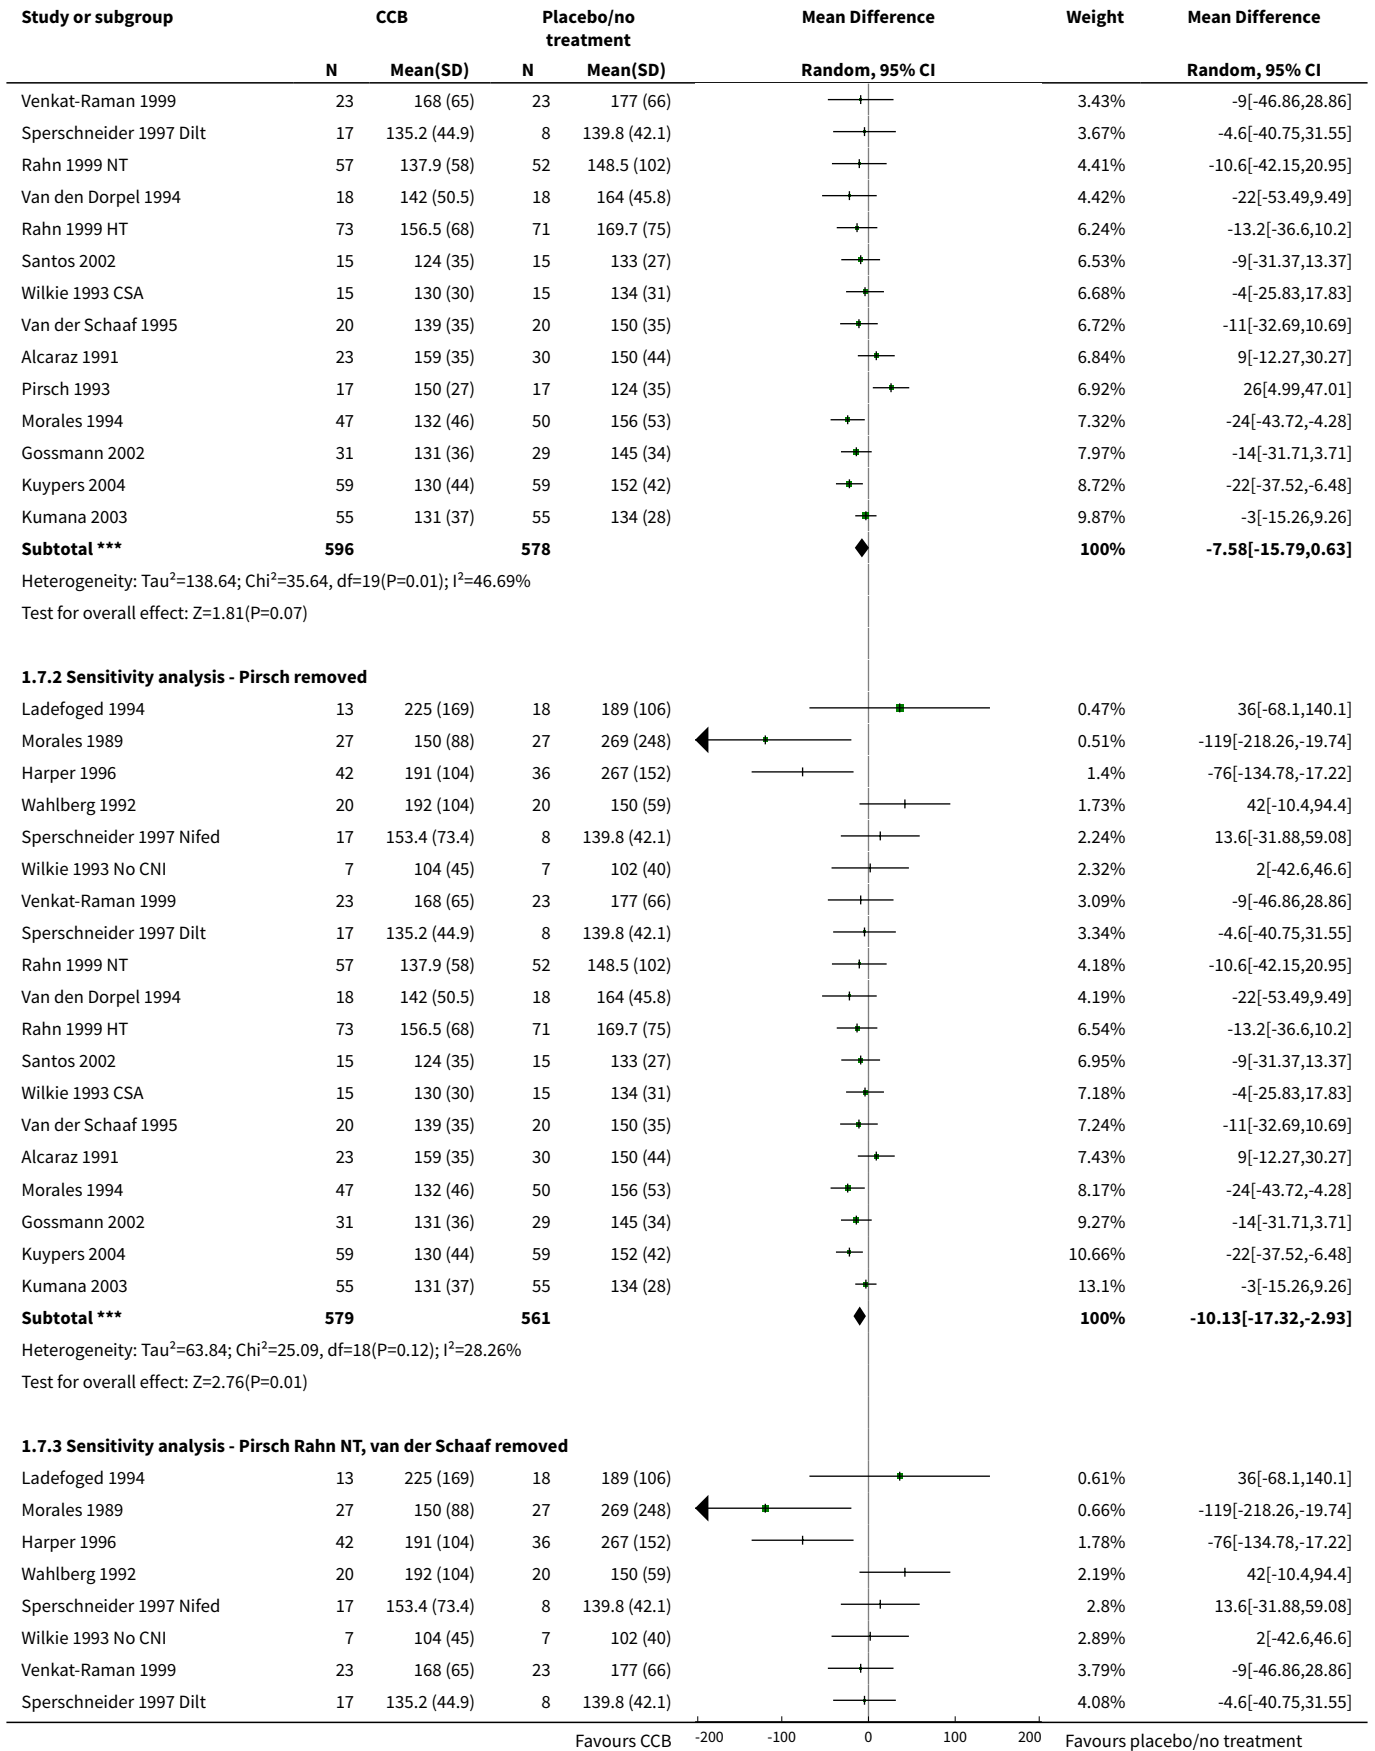 Study or subgroup CCB Placebo/no treatment Mean Difference Weight Mean Difference
N Mean(SD) N Mean(SD) Random, 95% CI Random, 95% CI
Venkat-Raman 1999 23 168 (65) 23 177 (66) 3.43% -9[-46.86,28.86]
Sperschneider 1997 Dilt 17 135.2 (44.9) 8 139.8 (42.1) 3.67% -4.6[-40.75,31.55]
Rahn 1999 NT 57 137.9 (58) 52 148.5 (102) 4.41% -10.6[-42.15,20.95]
Van den Dorpel 1994 18 142 (50.5) 18 164 (45.8) 4.42% -22[-53.49,9.49]
Rahn 1999 HT 73 156.5 (68) 71 169.7 (75) 6.24% -13.2[-36.6,10.2]
Santos 2002 15 124 (35) 15 133 (27) 6.53% -9[-31.37,13.37]
Wilkie 1993 CSA 15 130 (30) 15 134 (31) 6.68% -4[-25.83,17.83]
Van der Schaaf 1995 20 139 (35) 20 150 (35) 6.72% -11[-32.69,10.69]
Alcaraz 1991 23 159 (35) 30 150 (44) 6.84% 9[-12.27,30.27]
Pirsch 1993 17 150 (27) 17 124 (35) 6.92% 26[4.99,47.01]
Morales 1994 47 132 (46) 50 156 (53) 7.32% -24[-43.72,-4.28]
Gossmann 2002 31 131 (36) 29 145 (34) 7.97% -14[-31.71,3.71]
Kuypers 2004 59 130 (44) 59 152 (42) 8.72% -22[-37.52,-6.48]
Kumana 2003 55 131 (37) 55 134 (28) 9.87% -3[-15.26,9.26]
Subtotal *** 596 578 100% -7.58[-15.79,0.63]
Heterogeneity: Tau²=138.64; Chi²=35.64, df=19(P=0.01); I²=46.69%
Test for overall effect: Z=1.81(P=0.07)
1.7.2 Sensitivity analysis - Pirsch removed
Ladefoged 1994 13 225 (169) 18 189 (106) 0.47% 36[-68.1,140.1]
Morales 1989 27 150 (88) 27 269 (248) 0.51% -119[-218.26,-19.74]
Harper 1996 42 191 (104) 36 267 (152) 1.4% -76[-134.78,-17.22]
Wahlberg 1992 20 192 (104) 20 150 (59) 1.73% 42[-10.4,94.4]
Sperschneider 1997 Nifed 17 153.4 (73.4) 8 139.8 (42.1) 2.24% 13.6[-31.88,59.08]
Wilkie 1993 No CNI 7 104 (45) 7 102 (40) 2.32% 2[-42.6,46.6]
Venkat-Raman 1999 23 168 (65) 23 177 (66) 3.09% -9[-46.86,28.86]
Sperschneider 1997 Dilt 17 135.2 (44.9) 8 139.8 (42.1) 3.34% -4.6[-40.75,31.55]
Rahn 1999 NT 57 137.9 (58) 52 148.5 (102) 4.18% -10.6[-42.15,20.95]
Van den Dorpel 1994 18 142 (50.5) 18 164 (45.8) 4.19% -22[-53.49,9.49]
Rahn 1999 HT 73 156.5 (68) 71 169.7 (75) 6.54% -13.2[-36.6,10.2]
Santos 2002 15 124 (35) 15 133 (27) 6.95% -9[-31.37,13.37]
Wilkie 1993 CSA 15 130 (30) 15 134 (31) 7.18% -4[-25.83,17.83]
Van der Schaaf 1995 20 139 (35) 20 150 (35) 7.24% -11[-32.69,10.69]
Alcaraz 1991 23 159 (35) 30 150 (44) 7.43% 9[-12.27,30.27]
Morales 1994 47 132 (46) 50 156 (53) 8.17% -24[-43.72,-4.28]
Gossmann 2002 31 131 (36) 29 145 (34) 9.27% -14[-31.71,3.71]
Kuypers 2004 59 130 (44) 59 152 (42) 10.66% -22[-37.52,-6.48]
Kumana 2003 55 131 (37) 55 134 (28) 13.1% -3[-15.26,9.26]
Subtotal *** 579 561 100% -10.13[-17.32,-2.93]
Heterogeneity: Tau²=63.84; Chi²=25.09, df=18(P=0.12); I²=28.26%
Test for overall effect: Z=2.76(P=0.01)
1.7.3 Sensitivity analysis - Pirsch Rahn NT, van der Schaaf removed
Ladefoged 1994 13 225 (169) 18 189 (106) 0.61% 36[-68.1,140.1]
Morales 1989 27 150 (88) 27 269 (248) 0.66% -119[-218.26,-19.74]
Harper 1996 42 191 (104) 36 267 (152) 1.78% -76[-134.78,-17.22]
Wahlberg 1992 20 192 (104) 20 150 (59) 2.19% 42[-10.4,94.4]
Sperschneider 1997 Nifed 17 153.4 (73.4) 8 139.8 (42.1) 2.8% 13.6[-31.88,59.08]
Wilkie 1993 No CNI 7 104 (45) 7 102 (40) 2.89% 2[-42.6,46.6]
Venkat-Raman 1999 23 168 (65) 23 177 (66) 3.79% -9[-46.86,28.86]
Sperschneider 1997 Dilt 17 135.2 (44.9) 8 139.8 (42.1) 4.08% -4.6[-40.75,31.55]
Favours CCB -200 -100 0 100 200 Favours placebo/no treatment